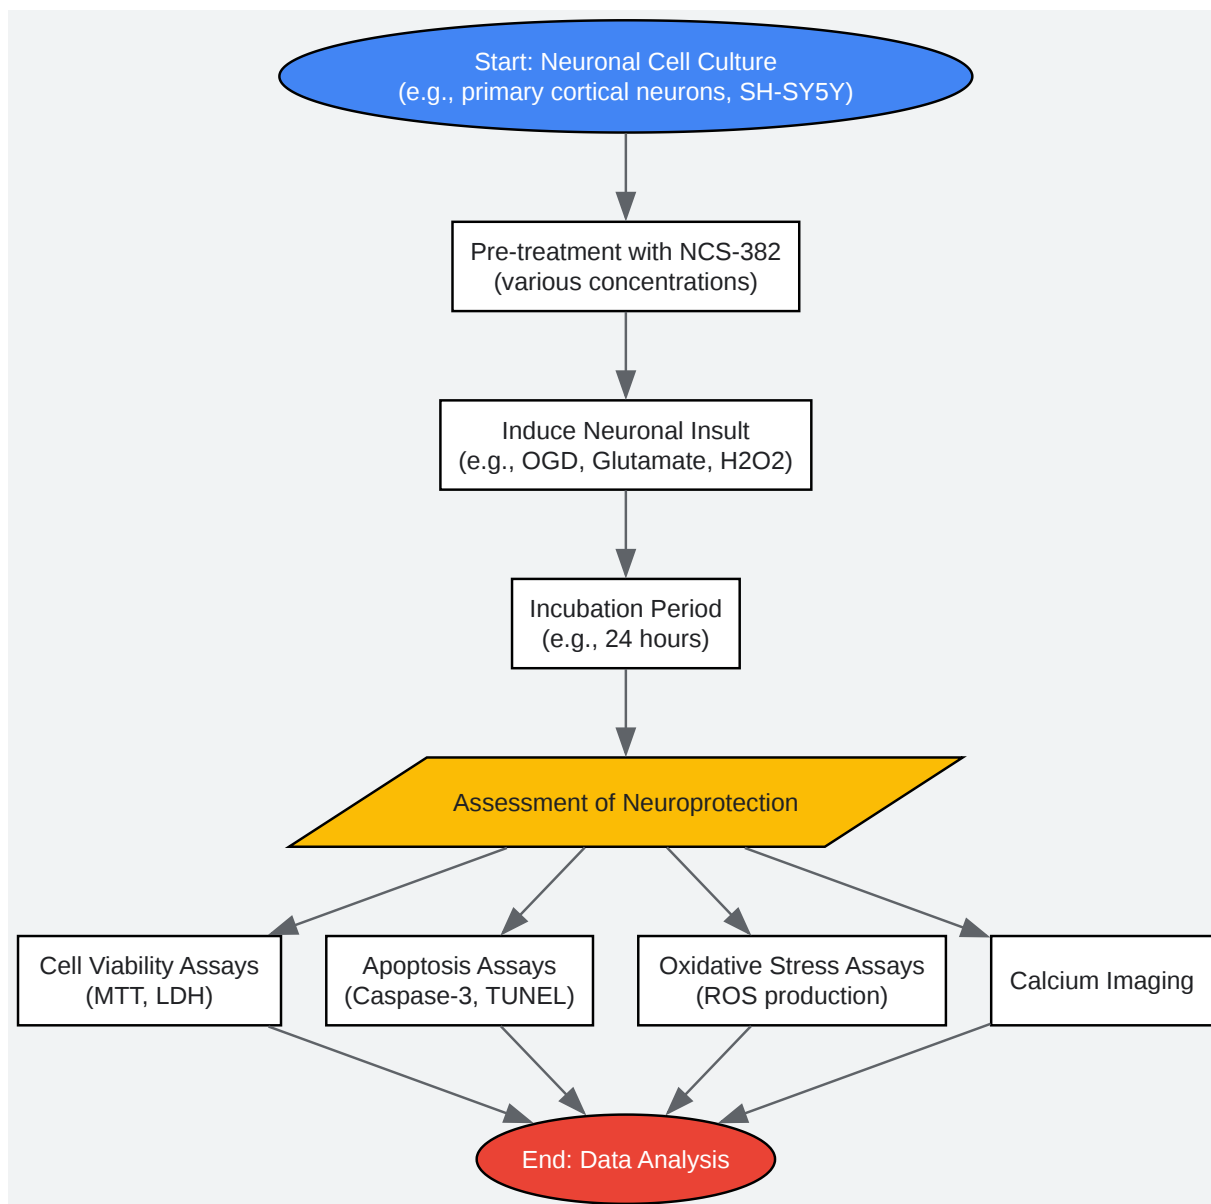 Start: Neuronal Cell Culture
(e.g., primary cortical neurons, SH-SY5Y)
Pre-treatment with NCS-382
(various concentrations)
Induce Neuronal Insult
(e.g., OGD, Glutamate, H2O2)
Incubation Period
(e.g., 24 hours)
Assessment of Neuroprotection
Cell Viability Assays
(MTT, LDH)
Apoptosis Assays
(Caspase-3, TUNEL)
Oxidative Stress Assays
(ROS production)
Calcium Imaging
End: Data Analysis